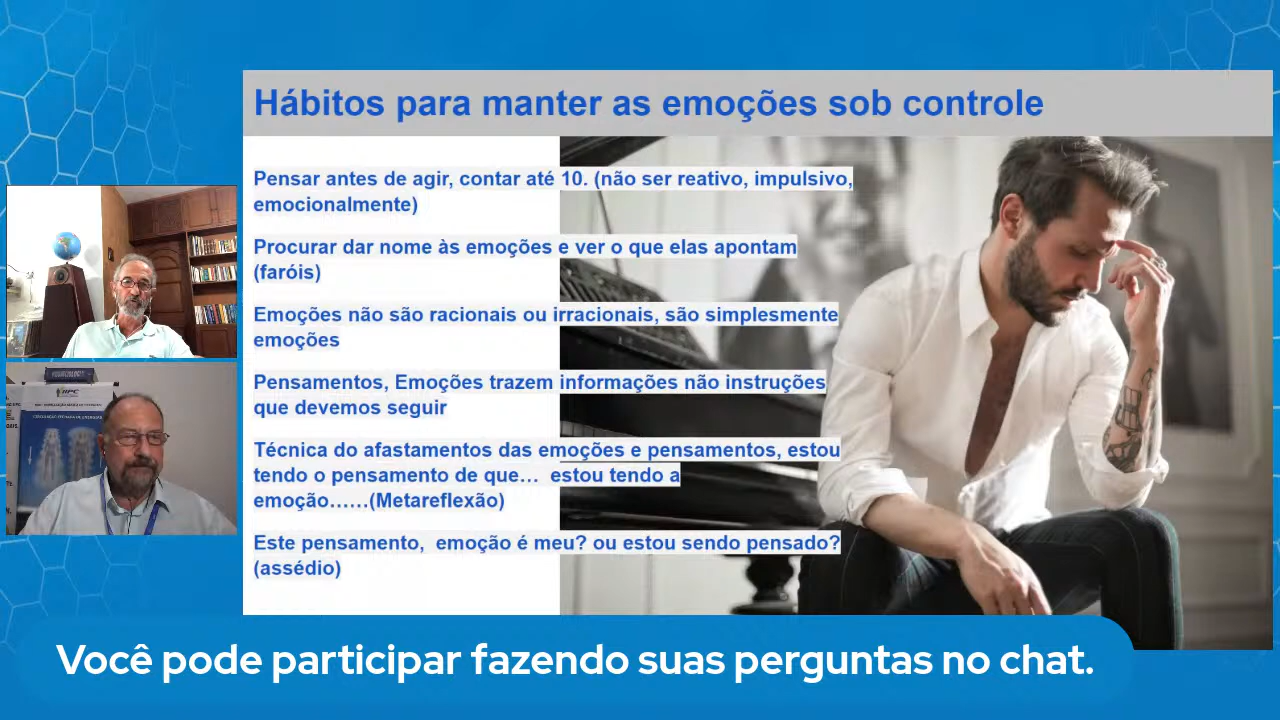 Hábitos para manter as emoções sob controle
Pensar antes de agir, contar até 10. (não ser reativo, impulsivo,
emocionalmente)
Procurar dar nome às emoções e ver o que elas apontam
(faróis)
Emoções não são racionais ou irracionais, são simplesmente
emoções
Pensamentos, Emoções trazem informações não instruções
que devemos seguir
Técnica do afastamentos das emoções e pensamentos, estou
tendo o pensamento de que… estou tendo a
emoção……(Metareflexão)
Este pensamento, emoção é meu? ou estou sendo pensado?
(assédio)
IIPC
Você pode participar fazendo suas perguntas no chat.